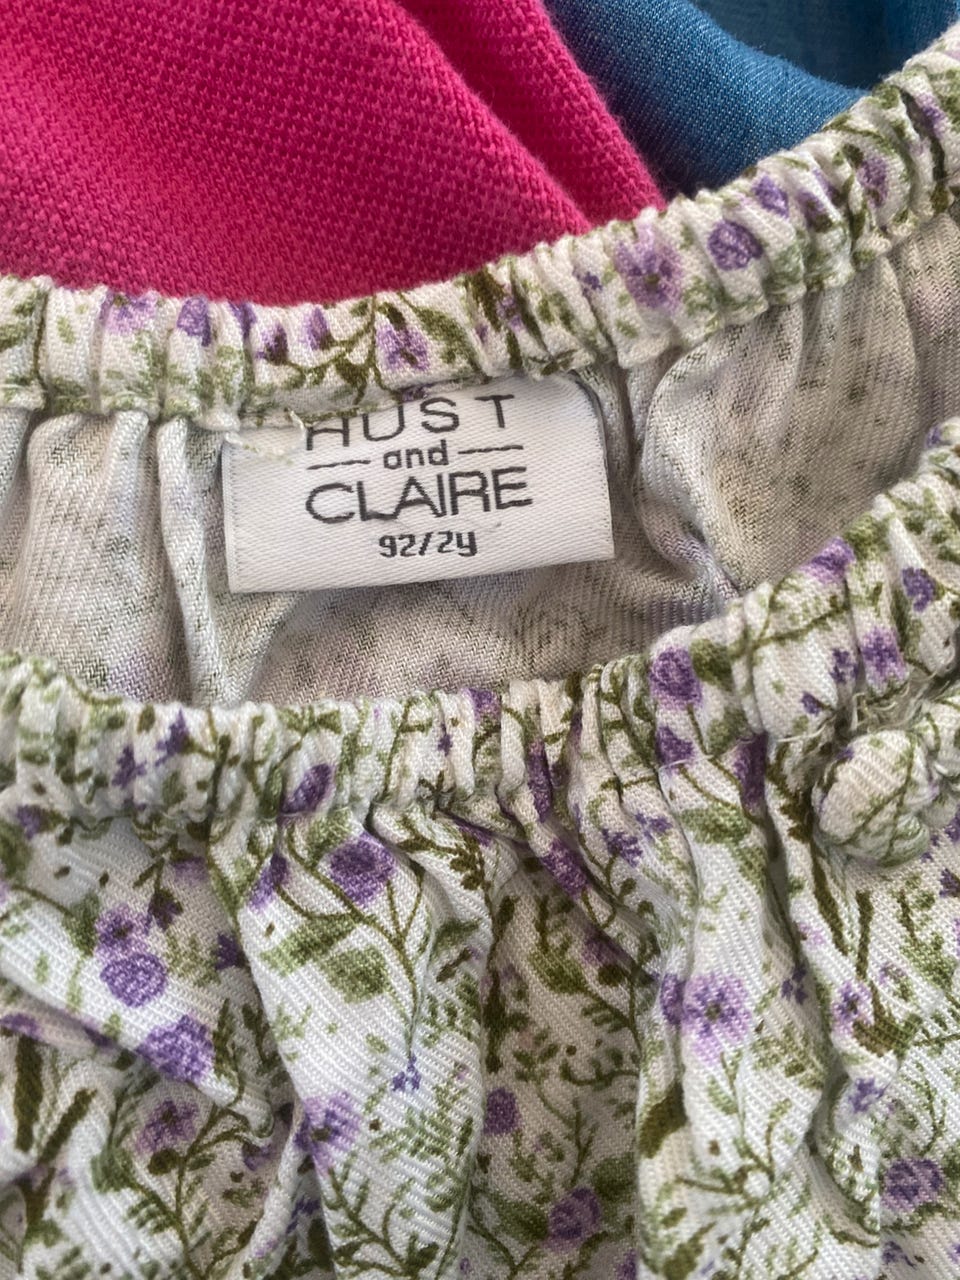 HUST
and
CLAIRE
92/2y